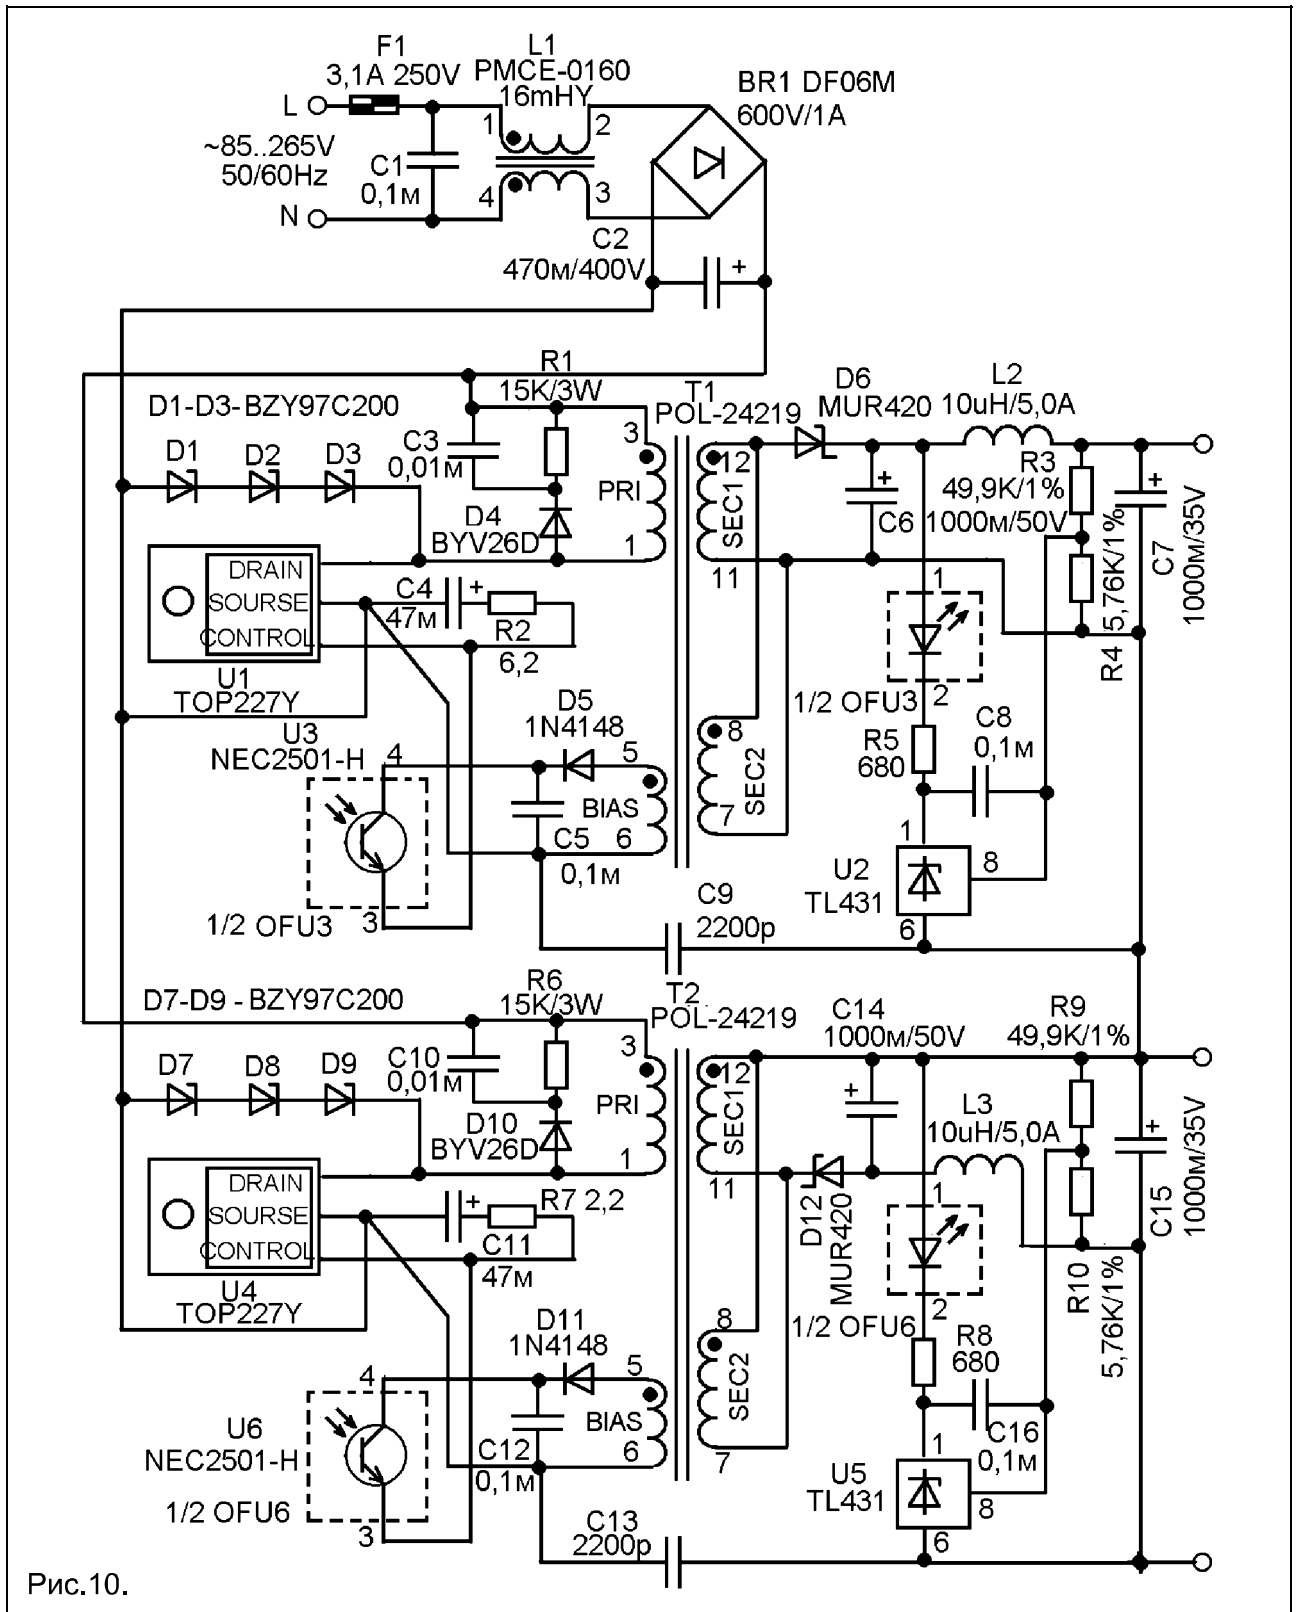 F1
3,1A 250V
L1
PMCE-0160
16mHY
BR1 DF06M
600V/1A
L
1
2
~85..265V
50/60Hz
C1
0,1м
4
3
N
C2
470м/400V
+
R1
15K/3W
D1-D3-BZY97C200
T1
POL-24219
D6
MUR420
L2
10uH/5,0A
D1
D2
D3
C3
0,01м
3
PRI
1
12
SEC1
11
+
C6
1000м/50V
R3
49,9K/1%
+
C7
1000м/35V
D4
BYV26D
DRAIN
SOURSE
CONTROL
U1
TOP227Y
C4
47м
+
R2
6,2
1
2
1/2 OFU3
R4
5,76K/1%
U3
NEC2501-H
4
3
1/2 OFU3
D5
1N4148
5
BIAS
6
C5
0,1м
8
SEC2
7
R5
680
C8
0,1м
1
8
6
U2
TL431
C9
2200p
D7-D9 - BZY97C200
R6
15K/3W
T2
POL-24219
C14
1000м/50V
+
R9
49,9K/1%
D7
D8
D9
C10
0,01м
3
PRI
1
12
SEC1
11
L3
10uH/5,0A
+
C15
1000м/35V
D10
BYV26D
DRAIN
SOURSE
CONTROL
U4
TOP227Y
+
R7 2,2
C11
47м
D12
MUR420
1
2
1/2 OFU6
R10
5,76K/1%
D11
1N4148
4
5
BIAS
6
8
SEC2
7
R8
680
U6
NEC2501-H
1/2 OFU6
3
C12
0,1м
C16
0,1м
1
8
6
U5
TL431
C13
2200p
Рис.10.